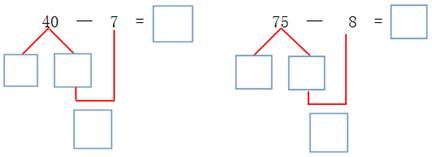 40 — 7 =
75 — 8 =